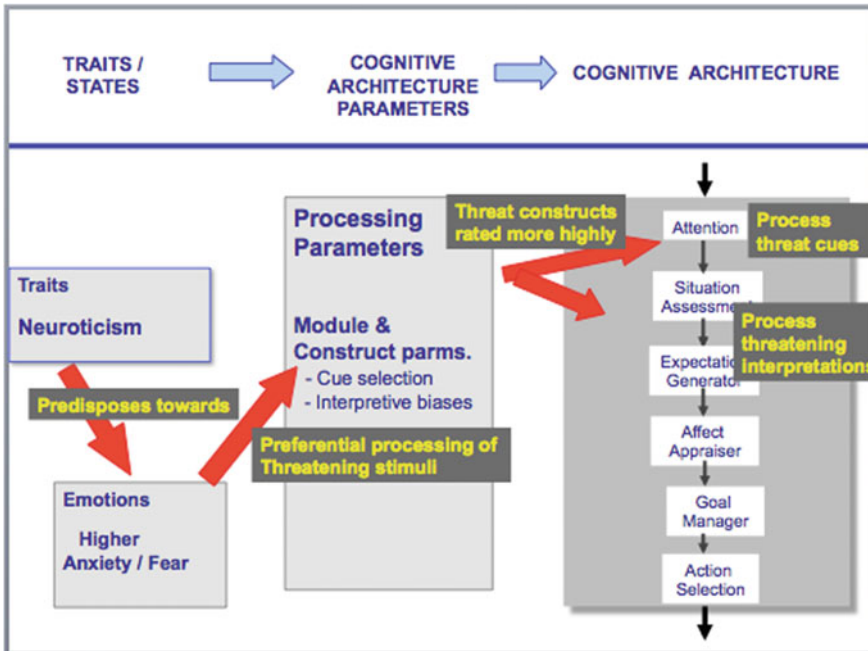 TRAITS /
STATES
COGNITIVE
ARCHITECTURE
PARAMETERS
COGNITIVE ARCHITECTURE
Traits
Neuroticism
Predisposes towards
Emotions
Higher
Anxiety / Fear
Processing
Parameters
Module &
Construct parms.
- Cue selection
- Interpretive biases
Preferential processing of
Threatening stimuli
Threat constructs
rated more highly
Attention
Process
threat cues
Situation
Assessment
Process
threatening
interpretations
Generator
Affect
Appraiser
Goal
Manager
Action
Selection